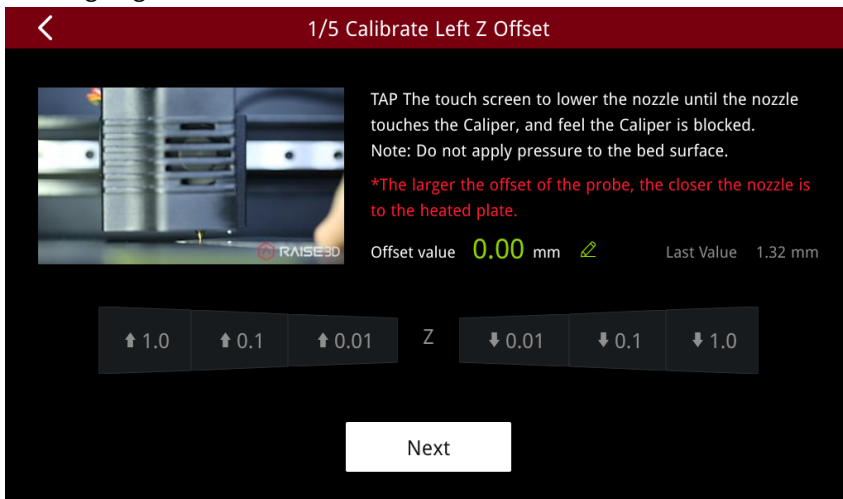 1/5 Calibrate Left Z Offset
TAP The touch screen to lower the nozzle until the nozzle
touches the Caliper, and feel the Caliper is blocked.
Note: Do not apply pressure to the bed surface.
*The larger the offset of the probe, the closer the nozzle is
to the heated plate.
RAISE3D
Offset value 0.00 mm Last Value 1.32 mm
1.0 0.1 0.01 Z 0.01 0.1 1.0
Next